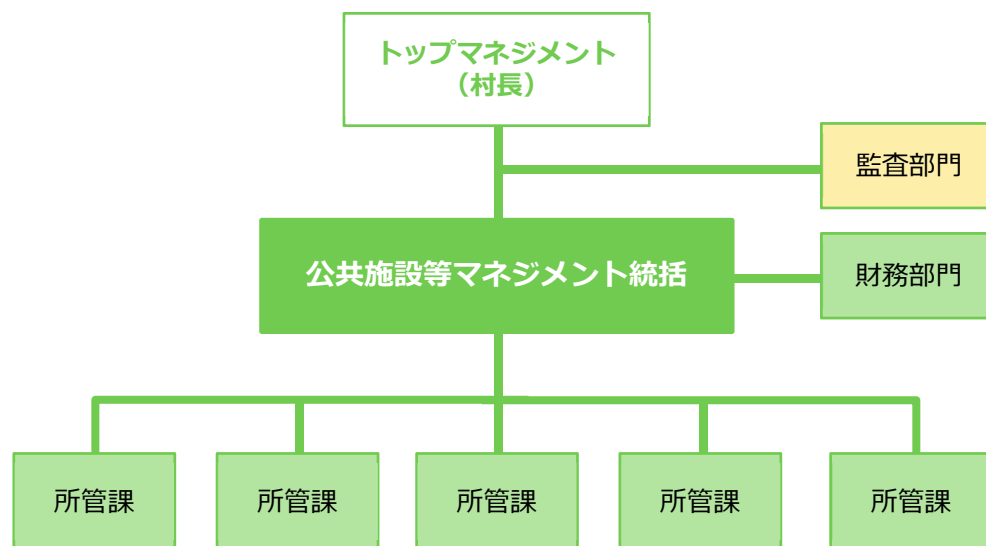 トップマネジメント
（村長）
監査部門
公共施設等マネジメント統括
財務部門
所管課
所管課
所管課
所管課
所管課